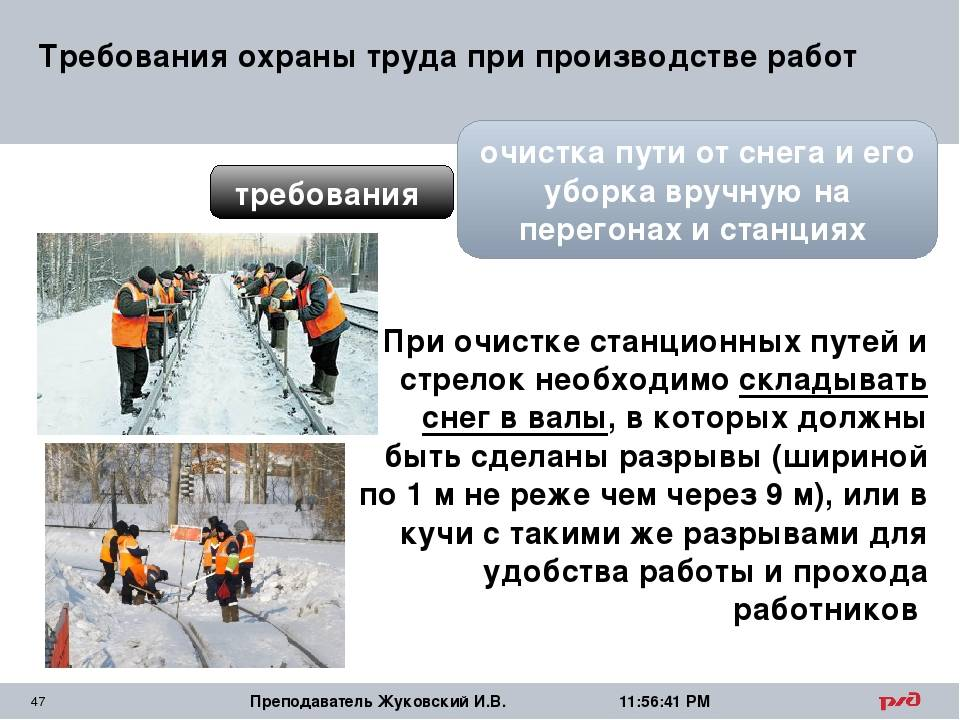 Требования охраны труда при производстве работ
требования
очистка пути от снега и его
уборка вручную на
перегонах и станциях
При очистке станционных путей и
стрелок необходимо складывать
снег в валы, в которых должны
быть сделаны разрывы (шириной
по 1 м не реже чем через 9 м), или в
кучи с такими же разрывами для
удобства работы и прохода
работников
47
Преподаватель Жуковский И.В.
11:56:41 PM
ржд